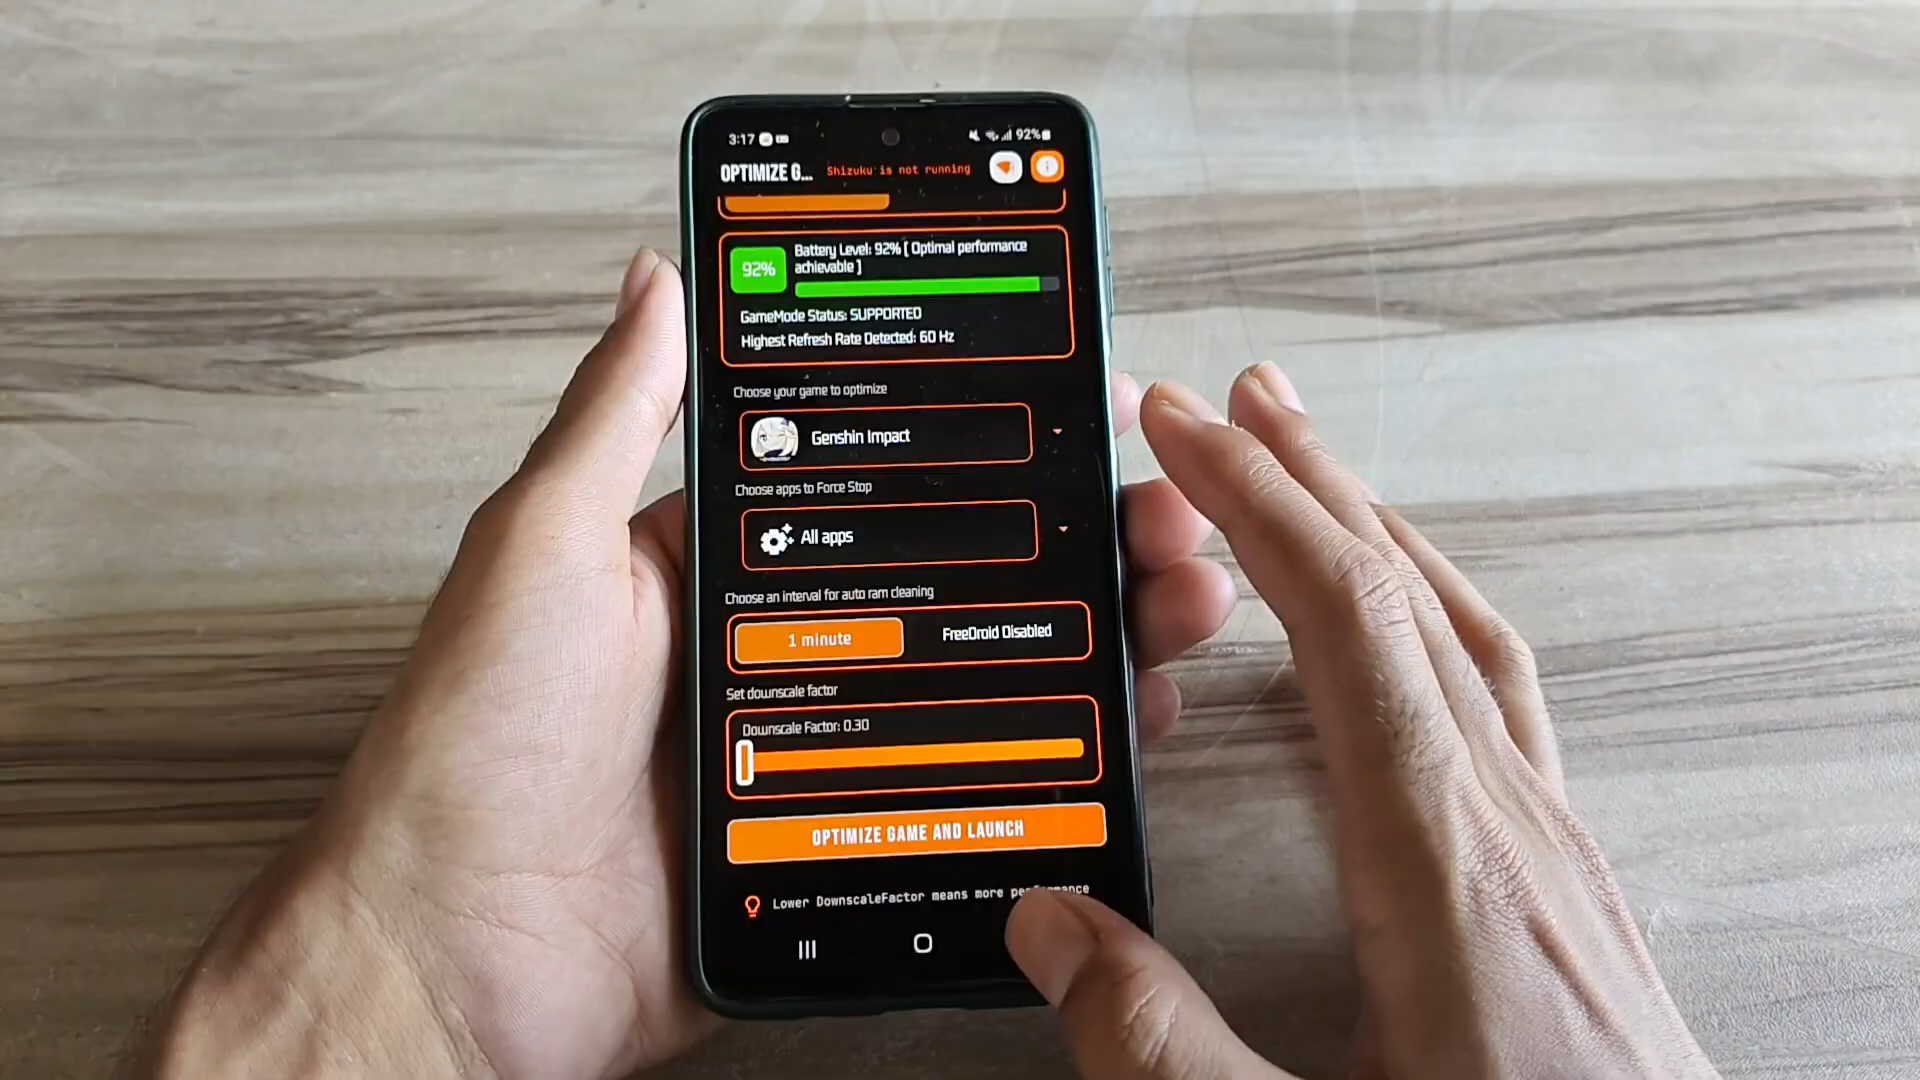 3:17
92%
OPTIMIZE G...
Shizuku is not running
92%
Battery Level: 92% [ Optimal performance
achievable ]
GameMode Status: SUPPORTED
Highest Refresh Rate Detected: 60 Hz
Choose your game to optimize
Genshin Impact
Choose apps to Force Stop
All apps
Choose an interval for auto ram cleaning
1 minute
FreeDroid Disabled
Set downscale factor
Downscale Factor: 0.30
OPTIMIZE GAME AND LAUNCH
Lower DownscaleFactor means more performance